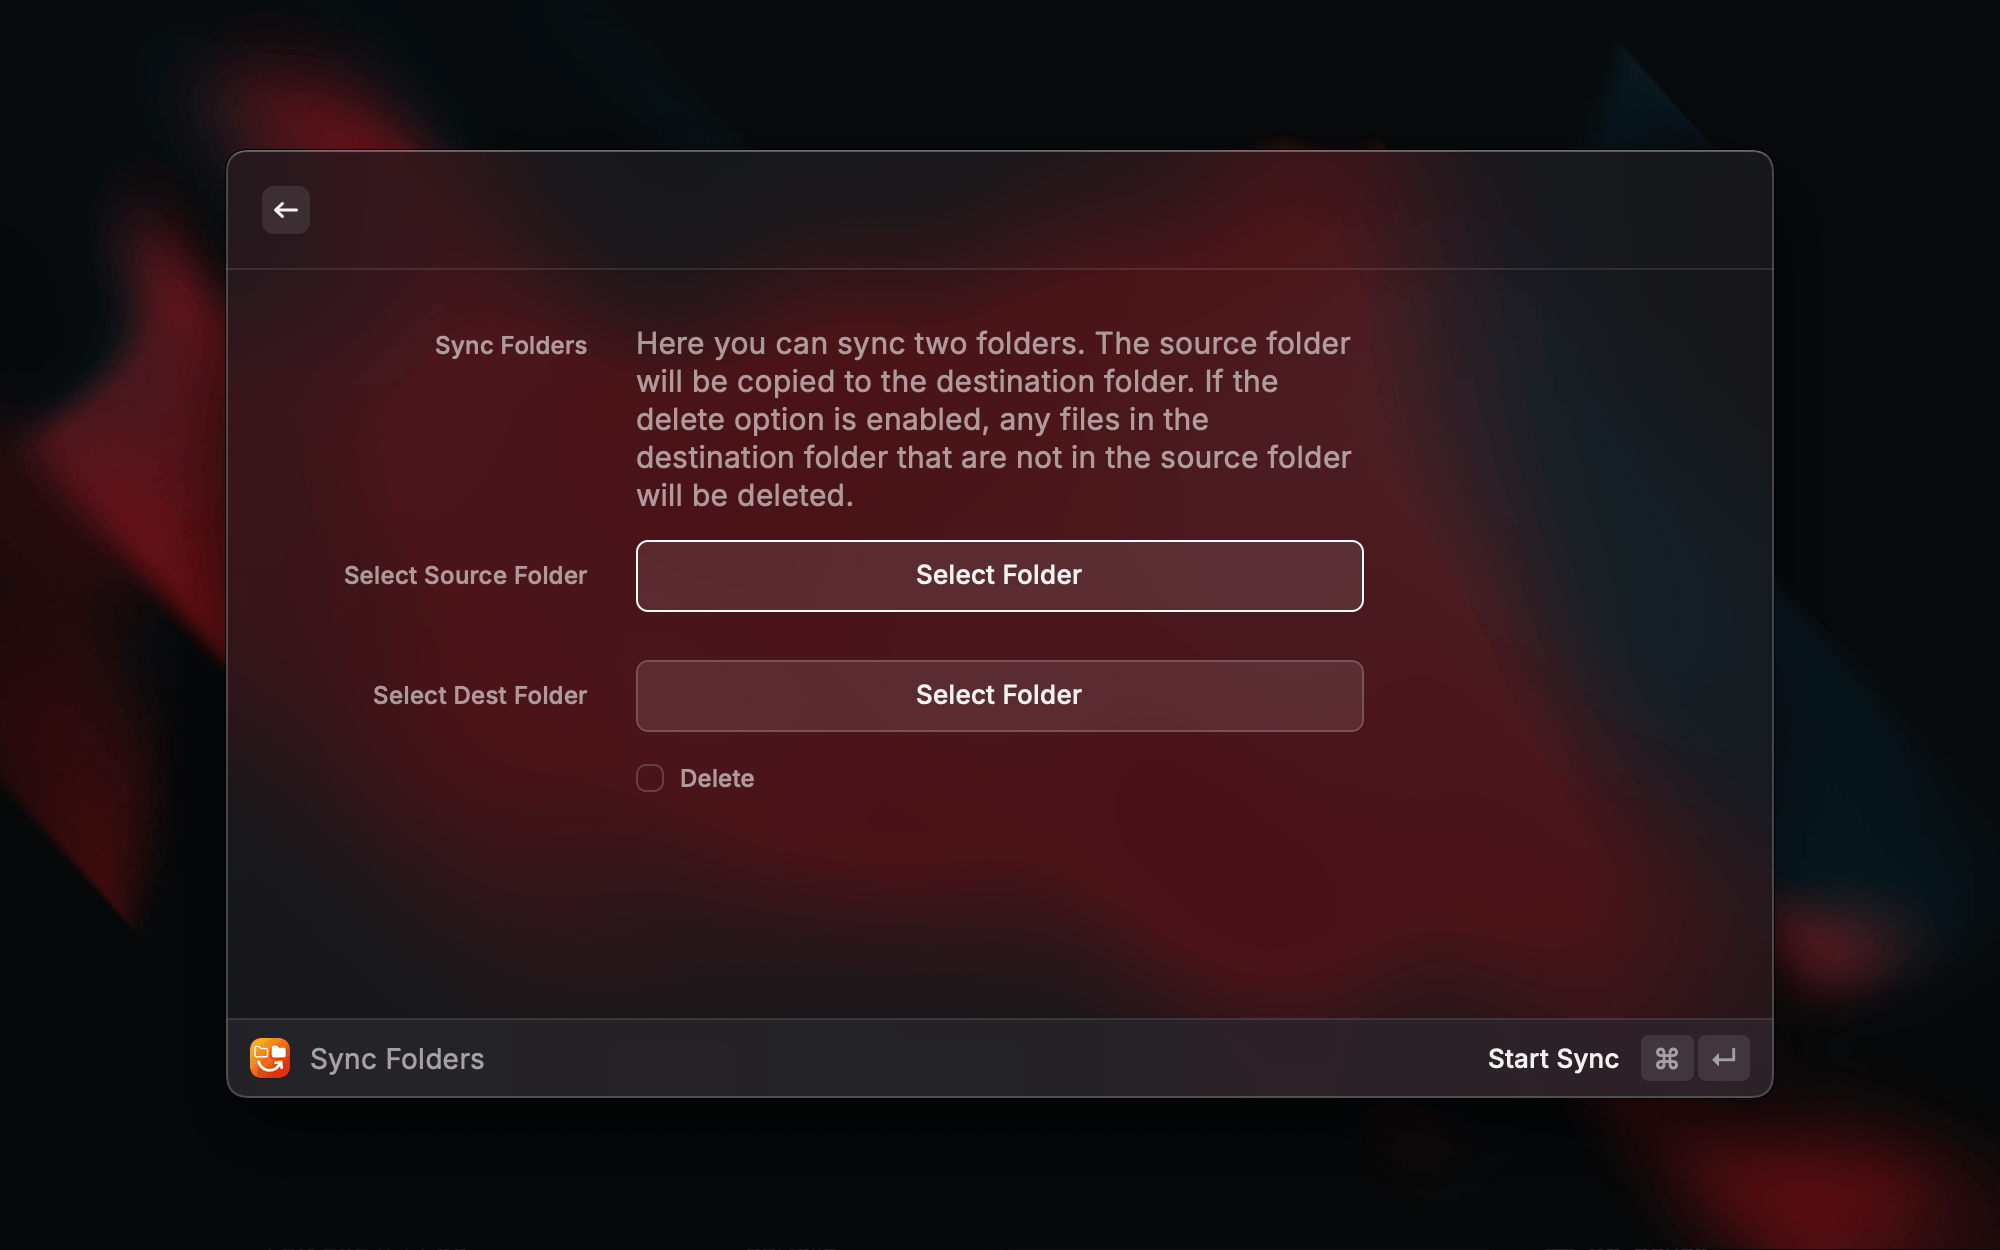 Sync Folders
Here you can sync two folders. The source folder
will be copied to the destination folder. If the
delete option is enabled, any files in the
destination folder that are not in the source folder
will be deleted.
Select Source Folder
Select Folder
Select Dest Folder
Select Folder
Delete
Sync Folders
Start Sync ⌘ ↵